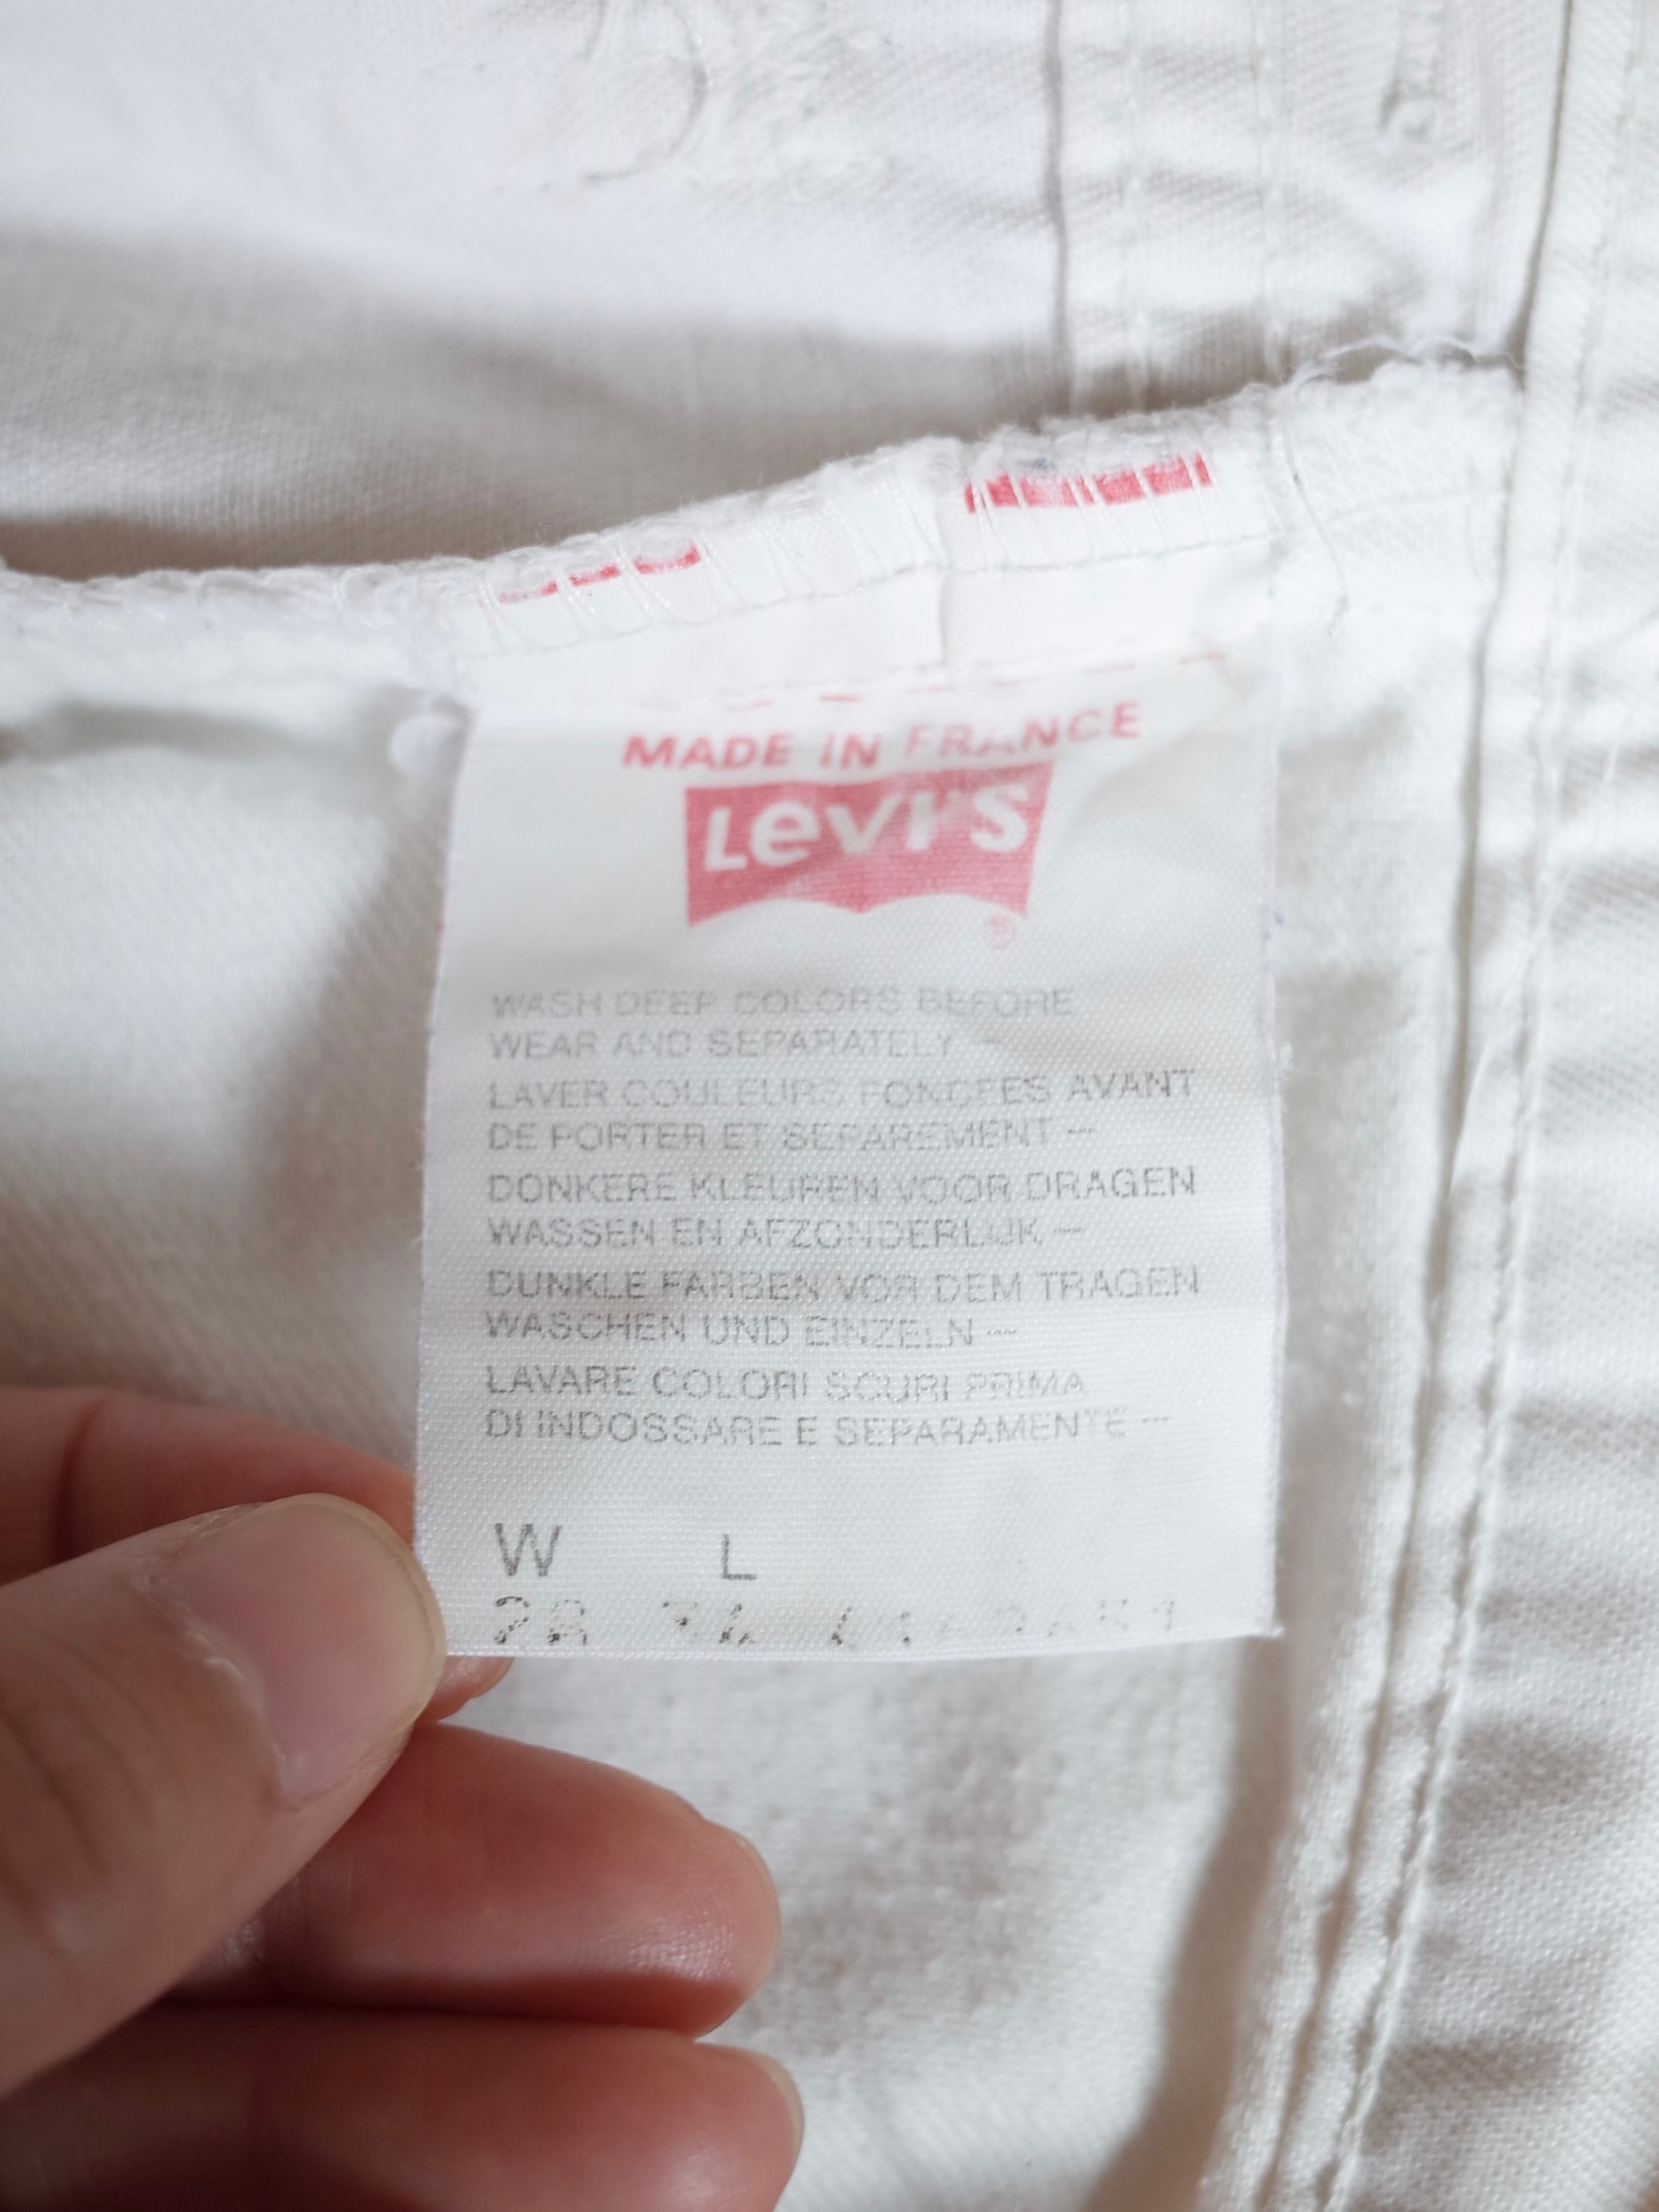 MADE IN FRANCE
Levi's
®
WASH DEEP COLORS BEFORE
WEAR AND SEPARATELY —
LAVER COULEURS FONCEES AVANT
DE PORTER ET SEPAREMENT —
DONKERE KLEUREN VOOR DRAGEN
WASSEN EN AFZONDERLIJK —
DUNKLE FARBEN VOR DEM TRAGEN
WASCHEN UND EINZELN —
LAVARE COLORI SCURI PRIMA
DI INDOSSARE E SEPARAMENTE —
W L
28 34